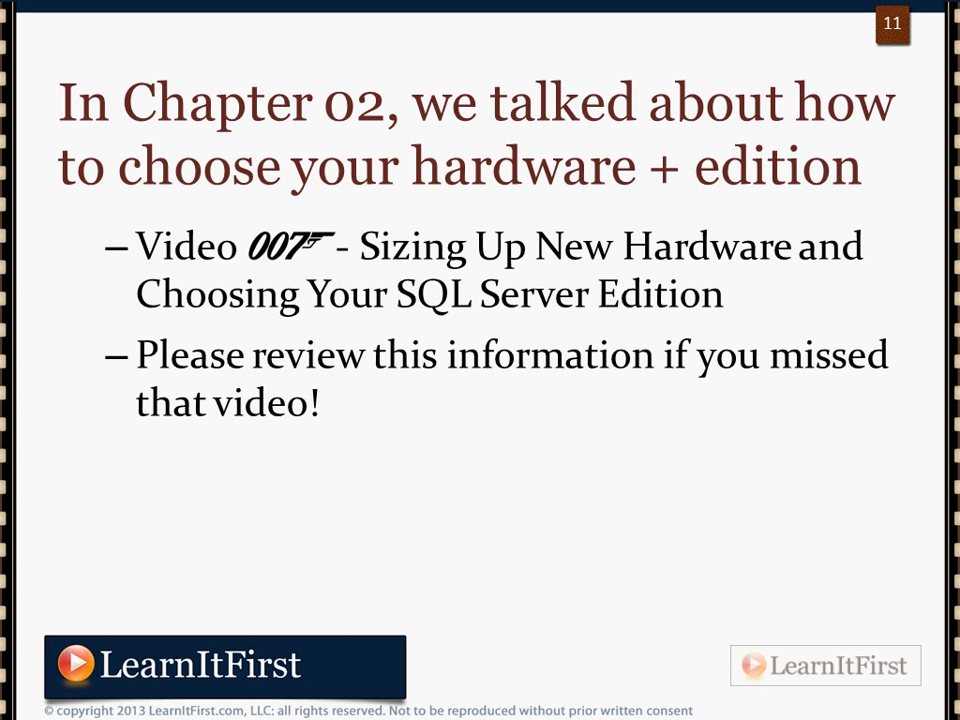 11
In Chapter 02, we talked about how
to choose your hardware + edition
– Video 007 - Sizing Up New Hardware and
Choosing Your SQL Server Edition
– Please review this information if you missed
that video!
LearnItFirst
LearnItFirst
© copyright 2013 LearnItFirst.com, LLC: all rights reserved. Not to be reproduced without prior written consent